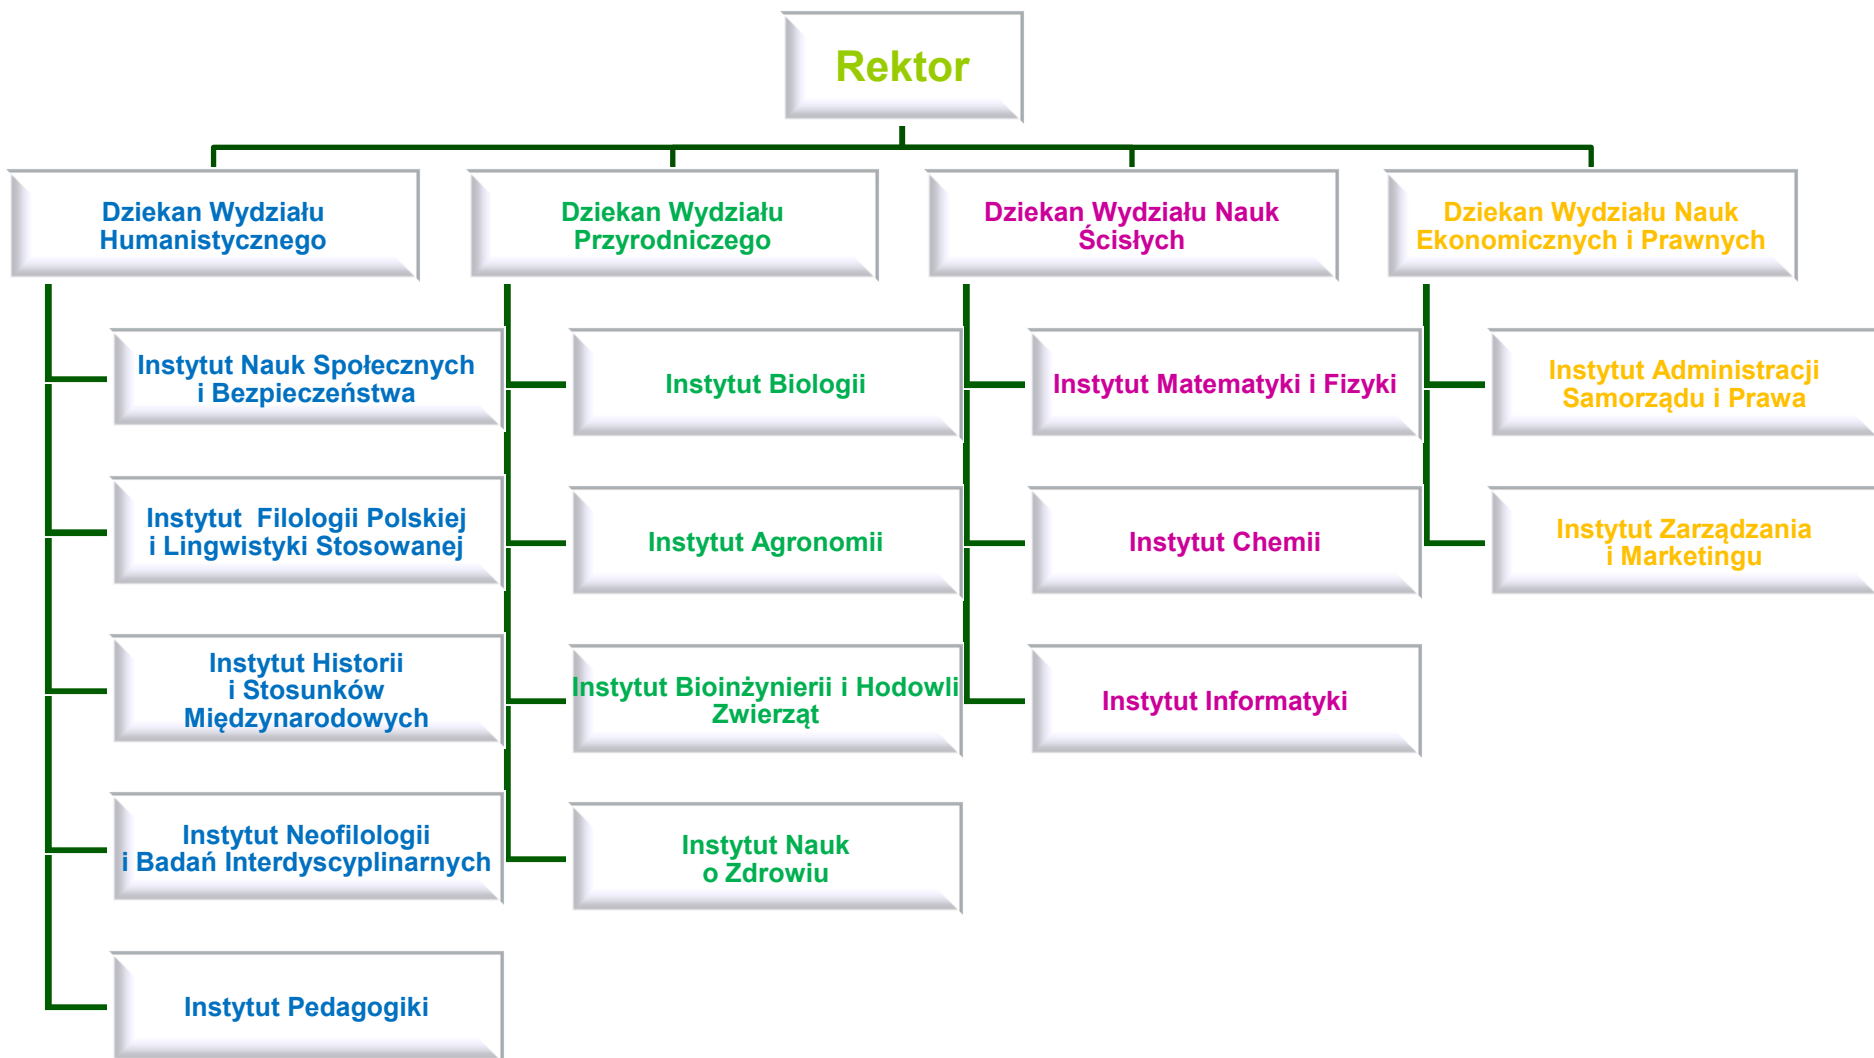 Rektor
Dziekan Wydziału
Humanistycznego
Dziekan Wydziału
Przyrodniczego
Dziekan Wydziału Nauk
Ścisłych
Dziekan Wydziału Nauk
Ekonomicznych i Prawnych
Instytut Nauk Społecznych
i Bezpieczeństwa
Instytut Filologii Polskiej
i Lingwistyki Stosowanej
Instytut Historii
i Stosunków
Międzynarodowych
Instytut Neofilologii
i Badań Interdyscyplinarnych
Instytut Pedagogiki
Instytut Biologii
Instytut Agronomii
Instytut Bioinżynierii i Hodowli
Zwierząt
Instytut Nauk
o Zdrowiu
Instytut Matematyki i Fizyki
Instytut Chemii
Instytut Informatyki
Instytut Administracji
Samorządu i Prawa
Instytut Zarządzania
i Marketingu